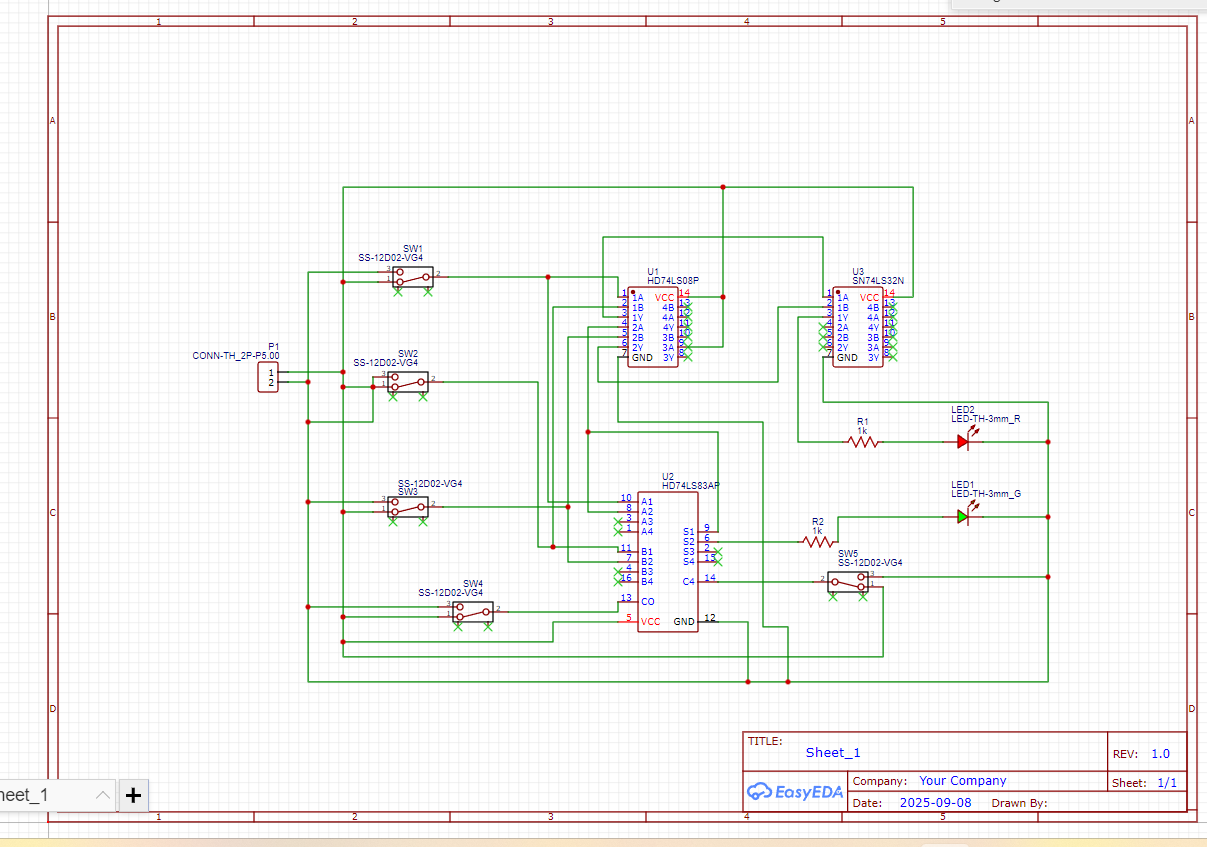 1 2 3 4 5
A A
B B
C C
D D
SW1
SS-12D02-VG4
3
1
2
U1
HD74LS08P
1 1A VCC 14
2 1B 4B 13
3 1Y 4A 12
4 2A 4Y 11
5 2B 3B 10
6 2Y 3A 9
7 GND 3Y 8
U3
SN74LS32N
1 1A VCC 14
2 1B 4B 13
3 1Y 4A 12
4 2A 4Y 11
5 2B 3B 10
6 2Y 3A 9
7 GND 3Y 8
P1
CONN-TH_2P-P5.00
1
2
SW2
SS-12D02-VG4
3
1
2
R1
1k
LED2
LED-TH-3mm_R
SS-12D02-VG4
SW3
3
1
2
U2
HD74LS83AP
10 A1
8 A2
3 A3
1 A4
S1 9
S2 6
S3 2
S4 15
11 B1
7 B2
4 B3
16 B4
C4 14
13 CO
5 VCC
GND 12
LED1
LED-TH-3mm_G
R2
1k
SW5
SS-12D02-VG4
2
3
1
SW4
SS-12D02-VG4
3
1
2
TITLE:
Sheet_1
REV: 1.0
EasyEDA
Company: Your Company
Sheet: 1/1
Date: 2025-09-08 Drawn By:
heet_1
+
1 2 3 4 5